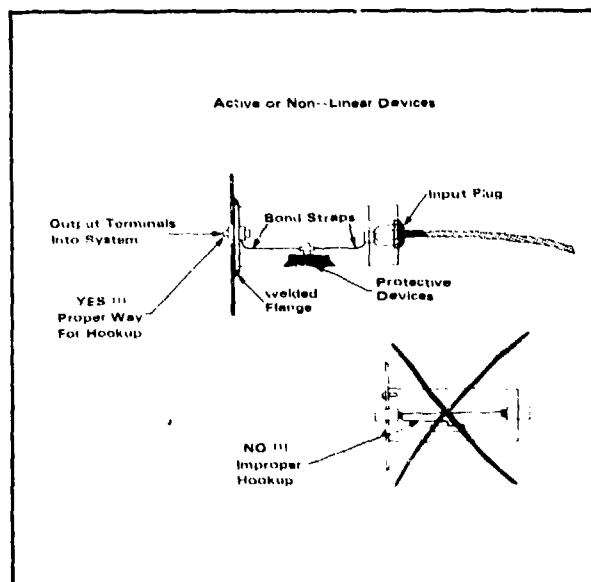 Active or Non--Linear Devices
Input Plug
Output Terminals
Into System
Bond Straps
Protective
Devices
Welded
Flange
YES !!!
Proper Way
For Hookup
NO !!!
Improper
Hookup